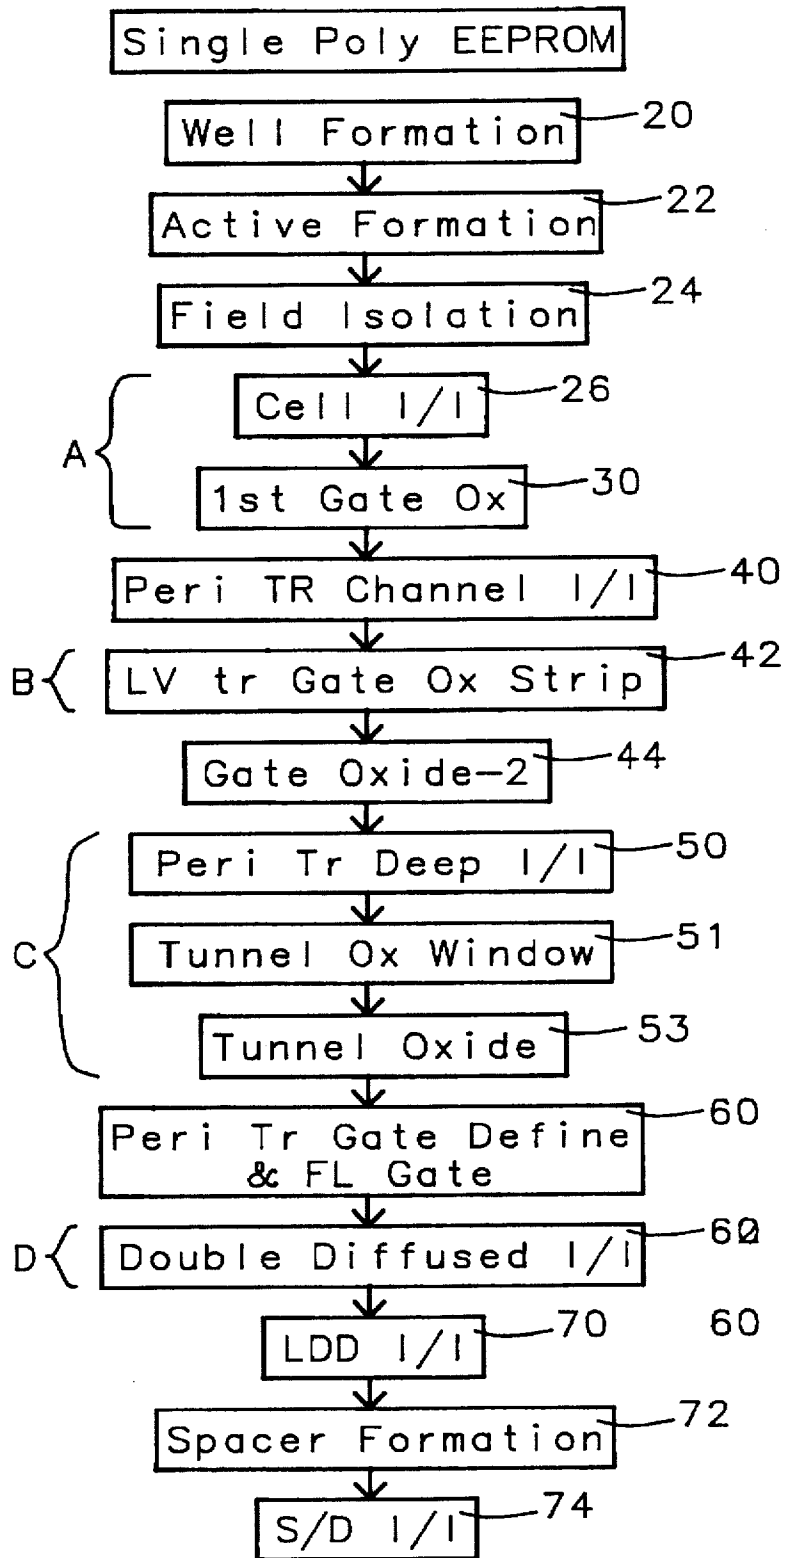 Single Poly EEPROM
Well Formation 20
Active Formation 22
Field Isolation 24
Cell I/I 26
A
1st Gate Ox 30
Peri TR Channel I/I 40
B LV tr Gate Ox Strip 42
Gate Oxide-2 44
Peri Tr Deep I/I 50
C Tunnel Ox Window 51
Tunnel Oxide 53
Peri Tr Gate Define 60
& FL Gate
D Double Diffused I/i
LDD I/I 70 60
Spacer Formation 72
S/D I/I 74